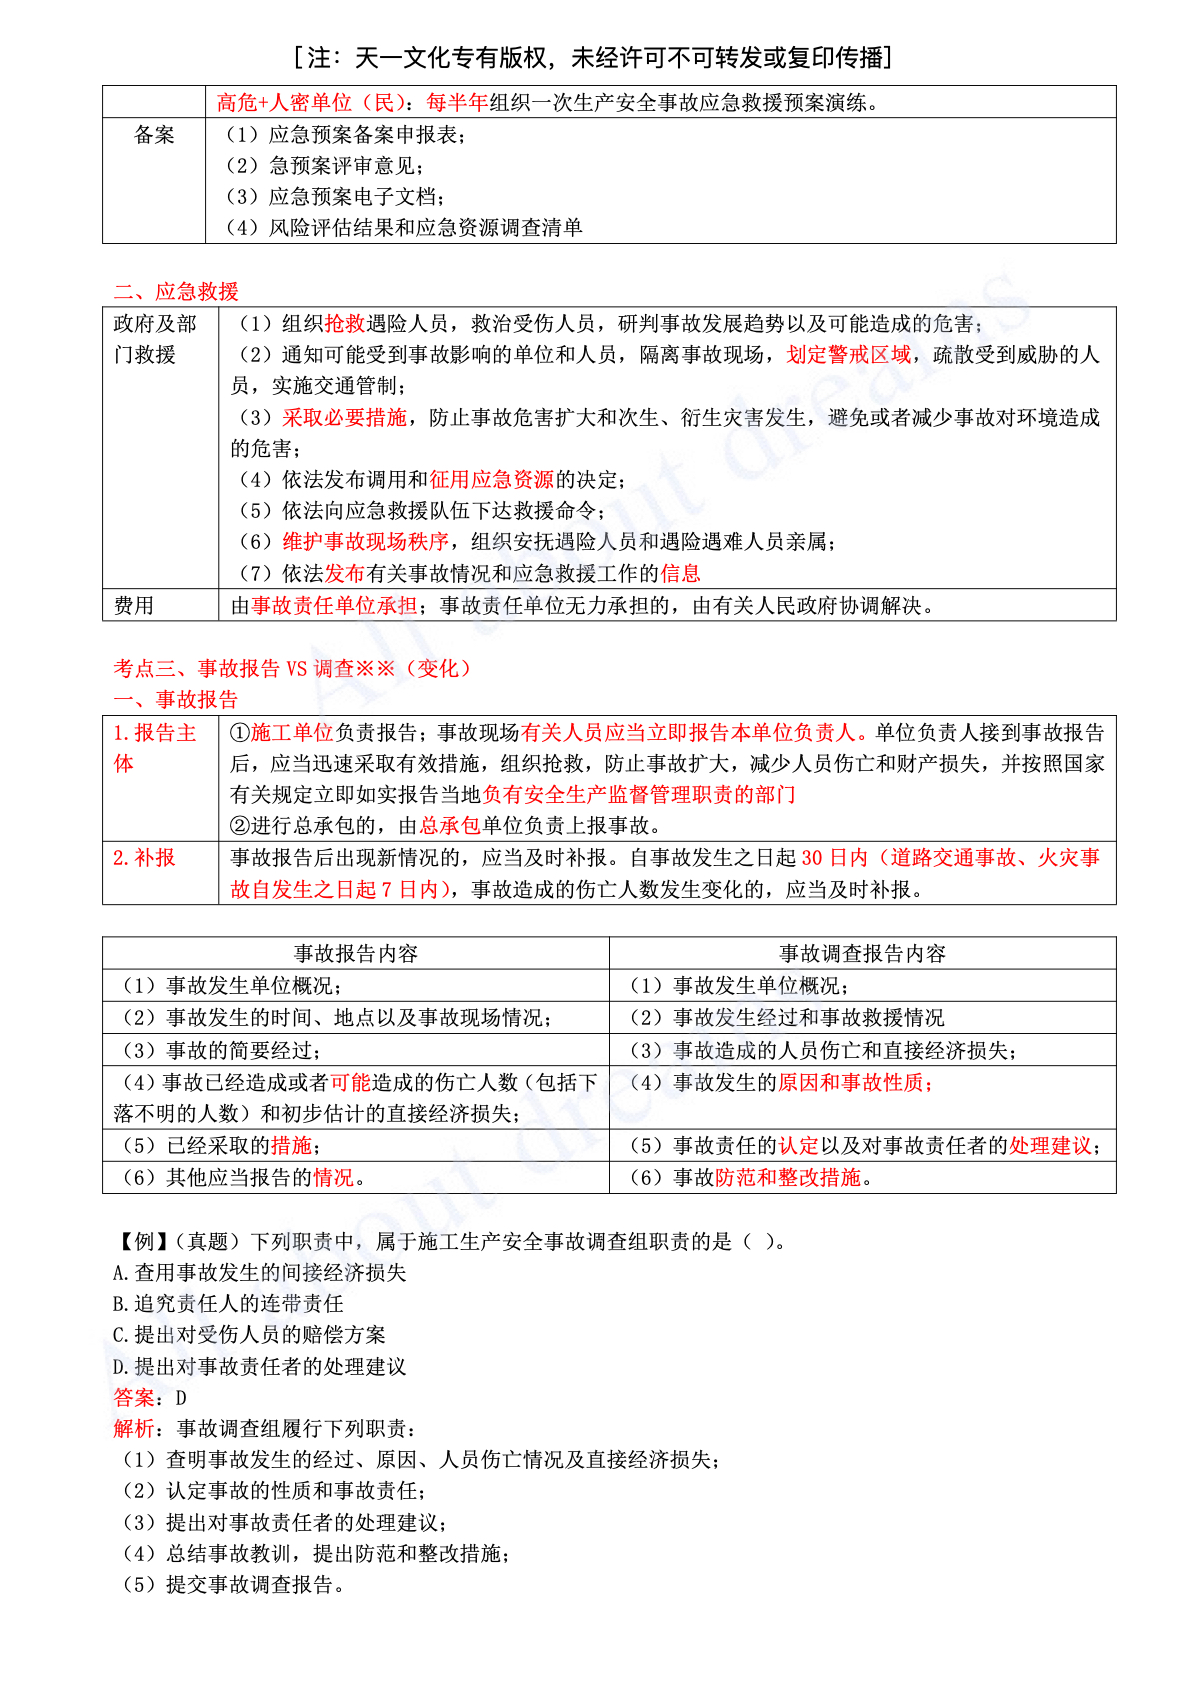 [注：天一文化专有版权，未经许可不可转发或复印传播]
高危+人密单位（民）：每半年组织一次生产安全事故应急救援预案演练。
备案
（1）应急预案备案申报表；
（2）急预案评审意见；
（3）应急预案电子文档；
（4）风险评估结果和应急资源调查清单
二、应急救援
政府及部
门救援
（1）组织抢救遇险人员，救治受伤人员，研判事故发展趋势以及可能造成的危害；
（2）通知可能受到事故影响的单位和人员，隔离事故现场，划定警戒区域，疏散受到威胁的人
员，实施交通管制；
（3）采取必要措施，防止事故危害扩大和次生、衍生灾害发生，避免或者减少事故对环境造成
的危害；
（4）依法发布调用和征用应急资源的决定；
（5）依法向应急救援队伍下达救援命令；
（6）维护事故现场秩序，组织安抚遇险人员和遇险遇难人员亲属；
（7）依法发布有关事故情况和应急救援工作的信息
费用
由事故责任单位承担；事故责任单位无力承担的，由有关人民政府协调解决。
考点三、事故报告 VS 调查※※（变化）
一、事故报告
1.报告主
体
①施工单位负责报告；事故现场有关人员应当立即报告本单位负责人。单位负责人接到事故报告
后，应当迅速采取有效措施，组织抢救，防止事故扩大，减少人员伤亡和财产损失，并按照国家
有关规定立即如实报告当地负有安全生产监督管理职责的部门
②进行总承包的，由总承包单位负责上报事故。
2.补报
事故报告后出现新情况的，应当及时补报。自事故发生之日起 30 日内（道路交通事故、火灾事
故自发生之日起 7 日内），事故造成的伤亡人数发生变化的，应当及时补报。
事故报告内容
事故调查报告内容
（1）事故发生单位概况；
（1）事故发生单位概况；
（2）事故发生的时间、地点以及事故现场情况；
（2）事故发生经过和事故救援情况
（3）事故的简要经过；
（3）事故造成的人员伤亡和直接经济损失；
（4）事故已经造成或者可能造成的伤亡人数（包括下
落不明的人数）和初步估计的直接经济损失；
（4）事故发生的原因和事故性质；
（5）已经采取的措施；
（5）事故责任的认定以及对事故责任者的处理建议；
（6）其他应当报告的情况。
（6）事故防范和整改措施。
【例】（真题）下列职责中，属于施工生产安全事故调查组职责的是（ ）。
A.查用事故发生的间接经济损失
B.追究责任人的连带责任
C.提出对受伤人员的赔偿方案
D.提出对事故责任者的处理建议
答案：D
解析：事故调查组履行下列职责：
（1）查明事故发生的经过、原因、人员伤亡情况及直接经济损失；
（2）认定事故的性质和事故责任；
（3）提出对事故责任者的处理建议；
（4）总结事故教训，提出防范和整改措施；
（5）提交事故调查报告。
All about dreams
All about dreams